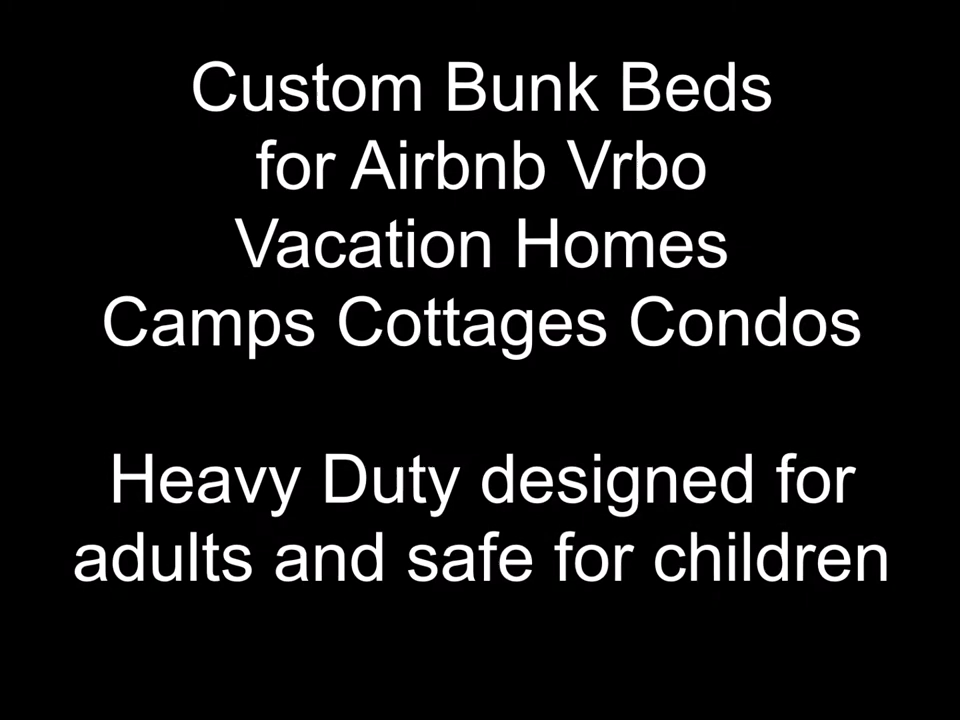 Custom Bunk Beds
for Airbnb Vrbo
Vacation Homes
Camps Cottages Condos
Heavy Duty designed for
adults and safe for children